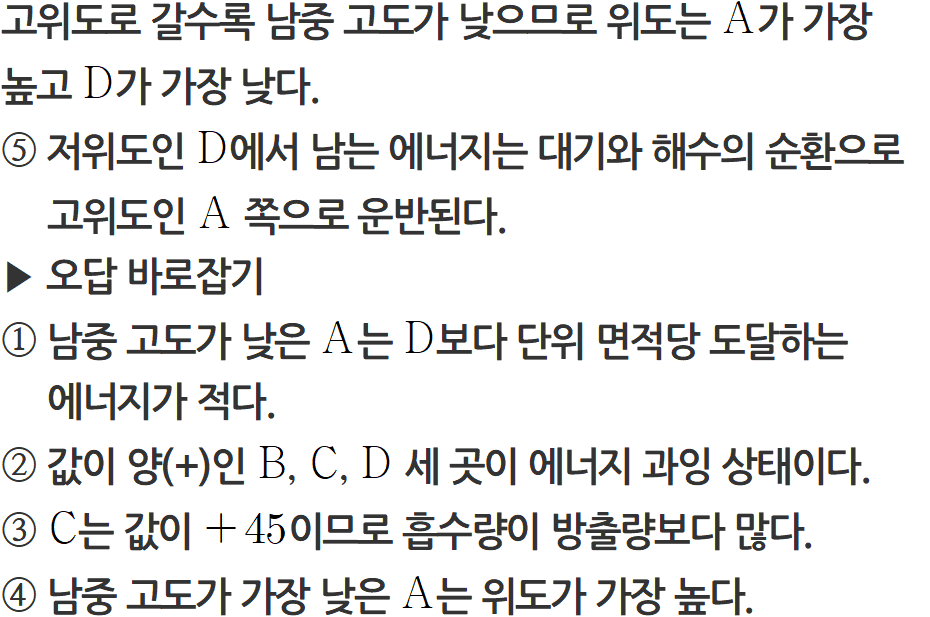 고위도로 갈수록 남중 고도가 낮으므로 위도는 A가 가장
높고 D가 가장 낮다.
⑤ 저위도인 D에서 남는 에너지는 대기와 해수의 순환으로
고위도인 A 쪽으로 운반된다.
▶ 오답 바로잡기
① 남중 고도가 낮은 A는 D보다 단위 면적당 도달하는
에너지가 적다.
② 값이 양(+)인 B, C, D 세 곳이 에너지 과잉 상태이다.
③ C는 값이 +45이므로 흡수량이 방출량보다 많다.
④ 남중 고도가 가장 낮은 A는 위도가 가장 높다.